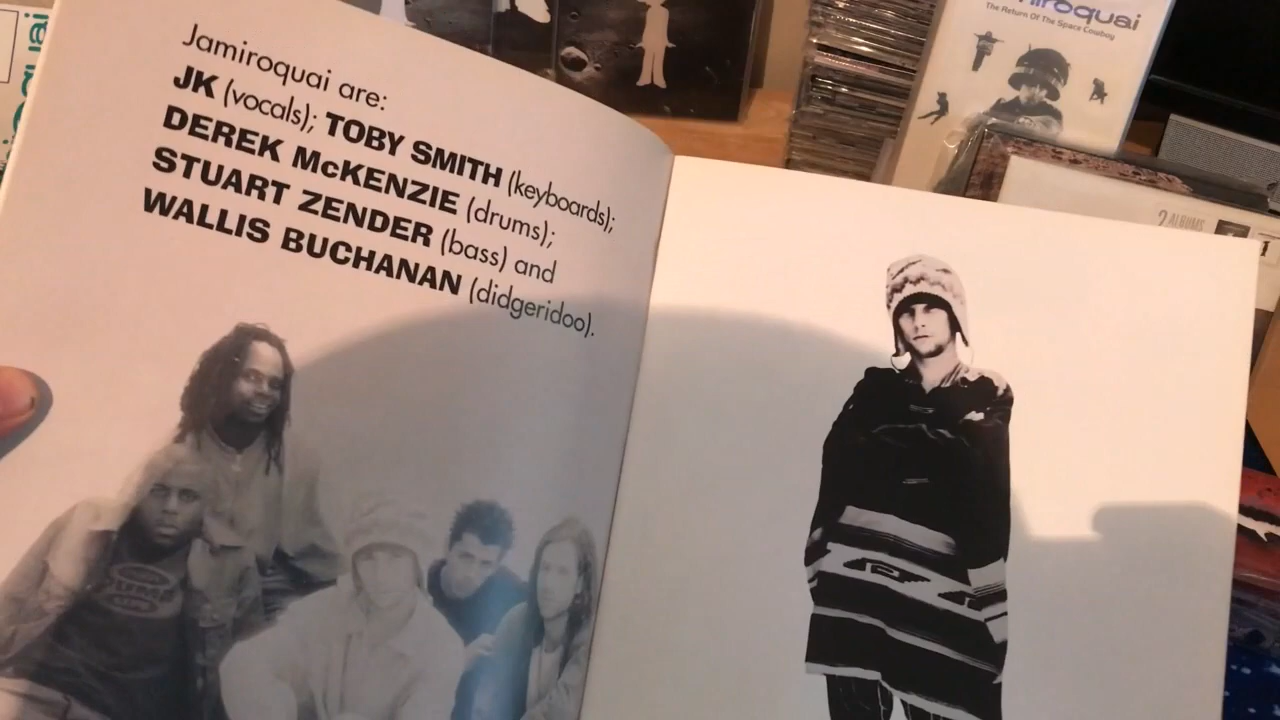 Jamiroquai are:
JK (vocals); TOBY SMITH (keyboards);
DEREK McKENZIE (drums);
STUART ZENDER (bass) and
WALLIS BUCHANAN (didgeridoo).
miroquai
The Return Of The Space Cowboy
2 ALBUMS